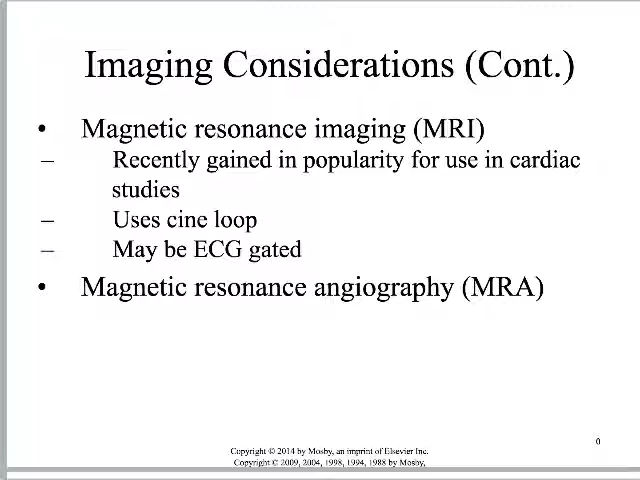 Imaging Considerations (Cont.)
• Magnetic resonance imaging (MRI)
– Recently gained in popularity for use in cardiac
studies
– Uses cine loop
– May be ECG gated
• Magnetic resonance angiography (MRA)
0
Copyright © 2014 by Mosby, an imprint of Elsevier Inc.
Copyright © 2009, 2004, 1998, 1994, 1988 by Mosby,